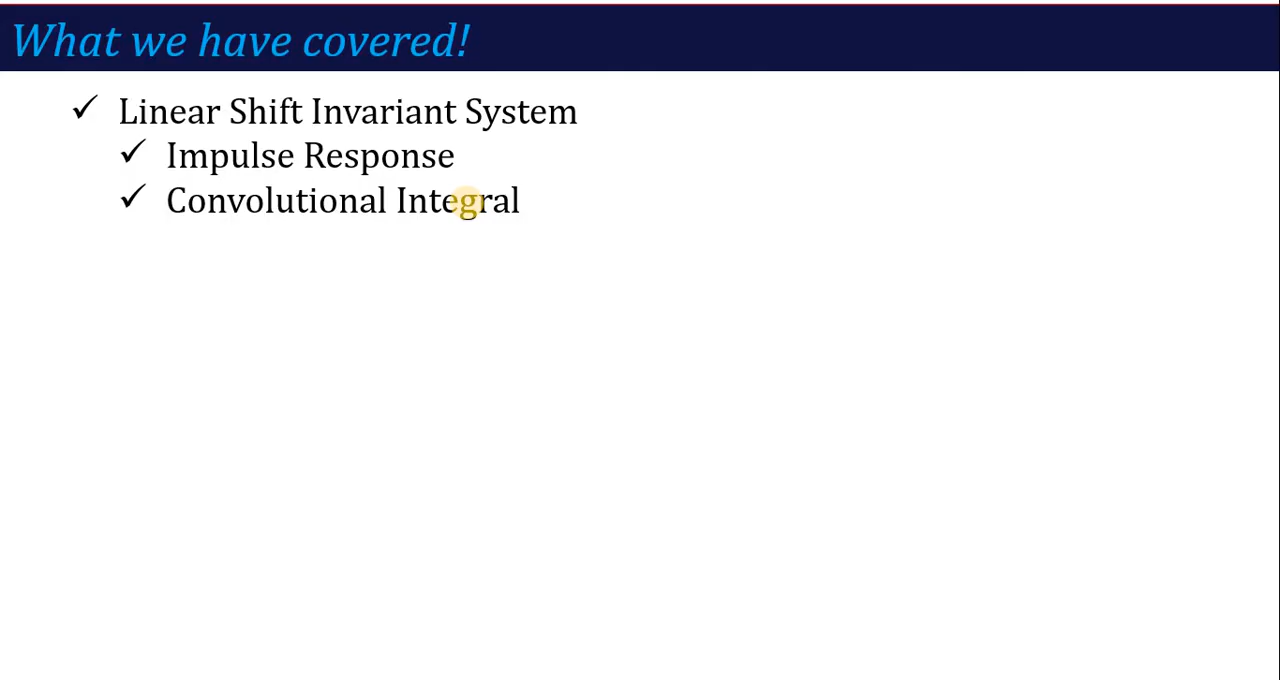 What we have covered!
✓ Linear Shift Invariant System
✓ Impulse Response
✓ Convolutional Integral